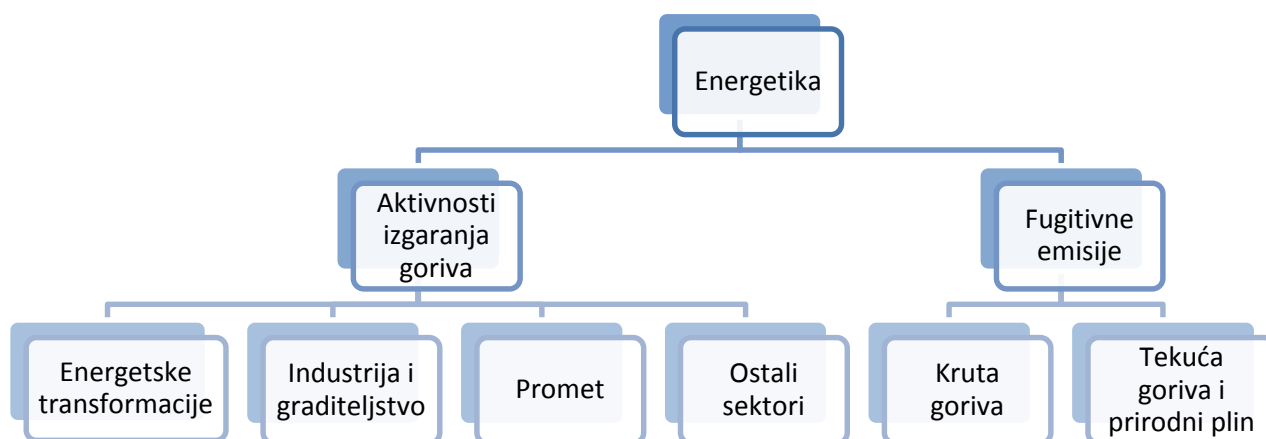 Energetika
Aktivnosti
izgaranja
goriva
Fugitivne
emisije
Energetske
transformacije
Industrija i
graditeljstvo
Promet
Ostali
sektori
Kruta
goriva
Tekuća
goriva i
prirodni plin